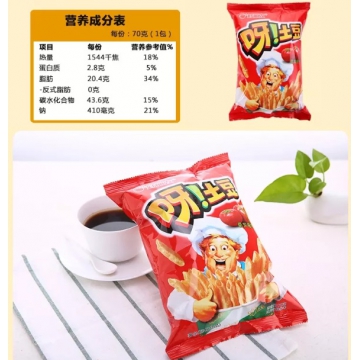 营养成分表
每份：70克（1份）
项目 每份 营养参考值%
热量 1544千焦 18%
蛋白质 2.8克 5%
脂肪 20.4克 34%
·反式脂肪 0克
碳水化合物 43.6克 15%
钠 410毫克 21%
呀!土豆
呀!土豆